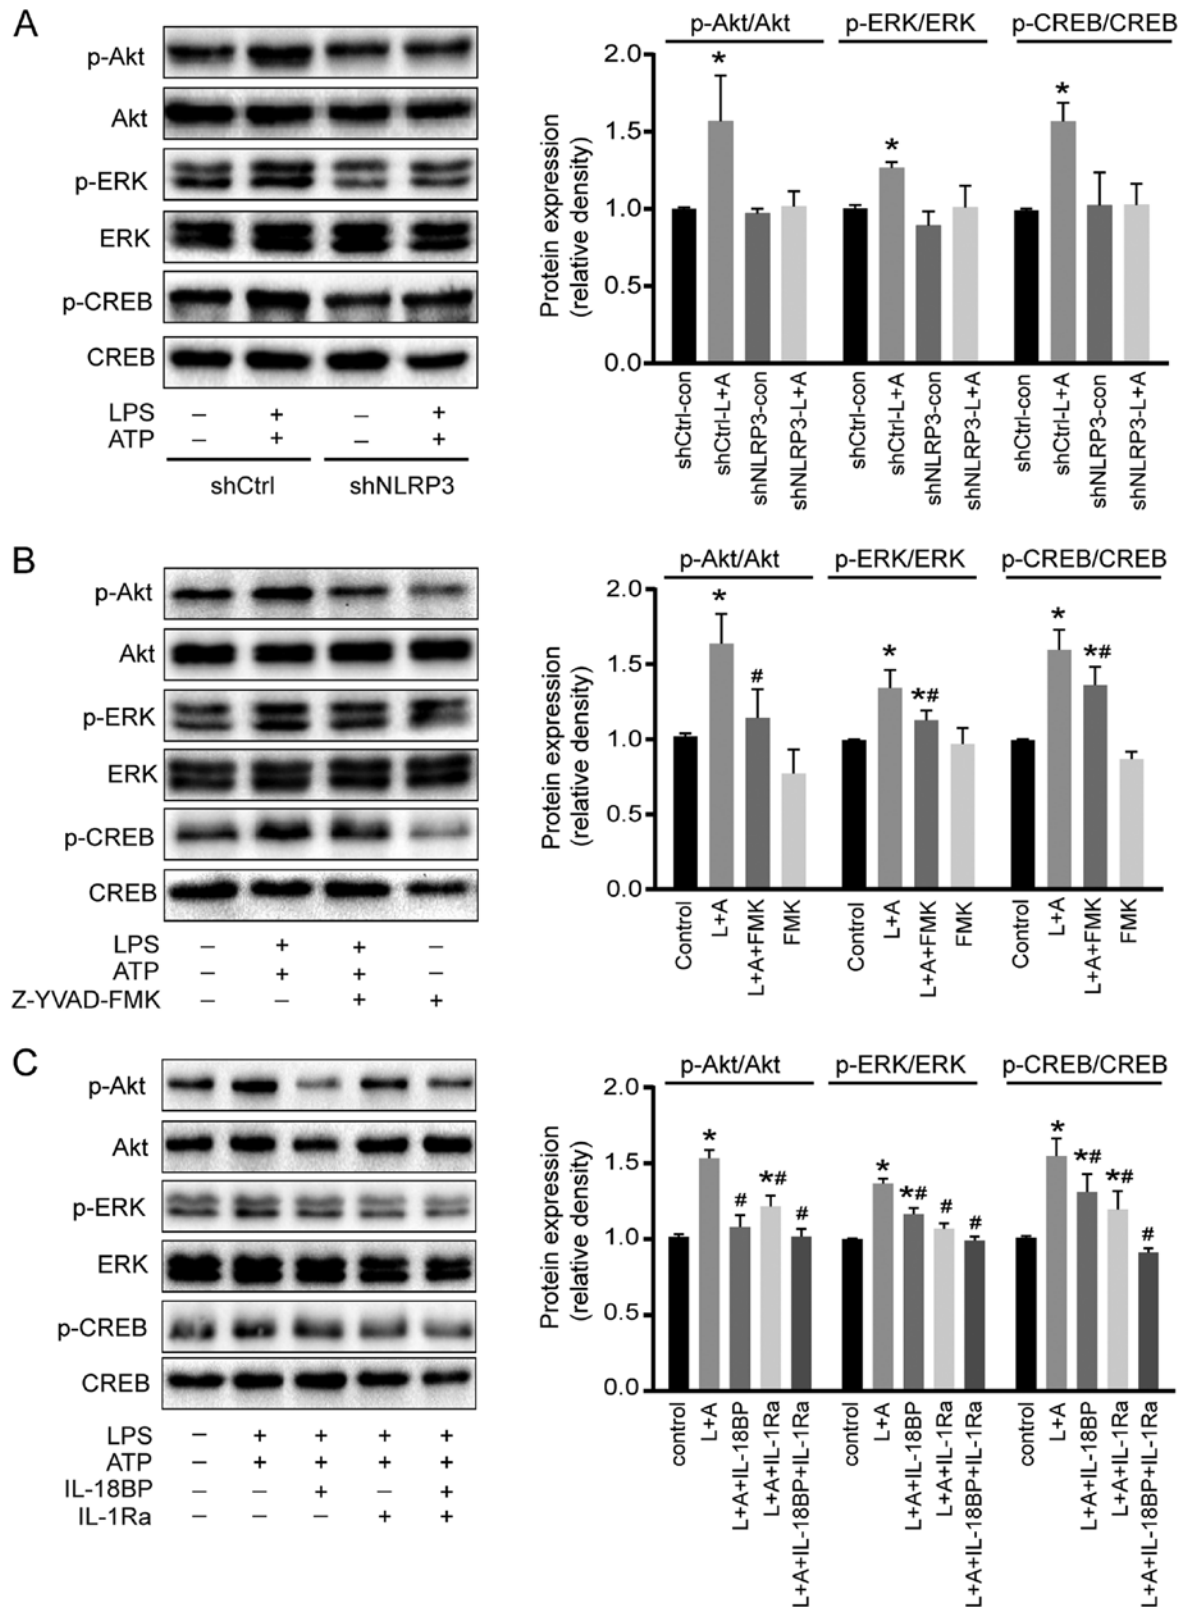 A
p-Akt
Akt
p-ERK
ERK
p-CREB
CREB
LPS – + – +
ATP – + – +
shCtrl shNLRP3
p-Akt/Akt p-ERK/ERK p-CREB/CREB
Protein expression
(relative density)
2.0
1.5
1.0
0.5
0.0
* * *
shCtrl-con
shCtrl-L+A
shNLRP3-con
shNLRP3-L+A
shCtrl-con
shCtrl-L+A
shNLRP3-con
shNLRP3-L+A
shCtrl-con
shCtrl-L+A
shNLRP3-con
shNLRP3-L+A
B
p-Akt
Akt
p-ERK
ERK
p-CREB
CREB
LPS – + + –
ATP – + + –
Z-YVAD-FMK – – + +
p-Akt/Akt p-ERK/ERK p-CREB/CREB
Protein expression
(relative density)
2.0
1.5
1.0
0.5
0.0
* # * *# * *#
Control
L+A
L+A+FMK
FMK
Control
L+A
L+A+FMK
FMK
Control
L+A
L+A+FMK
FMK
C
p-Akt
Akt
p-ERK
ERK
p-CREB
CREB
LPS – + + + +
ATP – + + + +
IL-18BP – – + – +
IL-1Ra – – – + +
p-Akt/Akt p-ERK/ERK p-CREB/CREB
Protein expression
(relative density)
2.0
1.5
1.0
0.5
0.0
* # *# # * *# # # * *# *# #
control
L+A
L+A+IL-18BP
L+A+IL-1Ra
L+A+IL-18BP+IL-1Ra
control
L+A
L+A+IL-18BP
L+A+IL-1Ra
L+A+IL-18BP+IL-1Ra
control
L+A
L+A+IL-18BP
L+A+IL-1Ra
L+A+IL-18BP+IL-1Ra